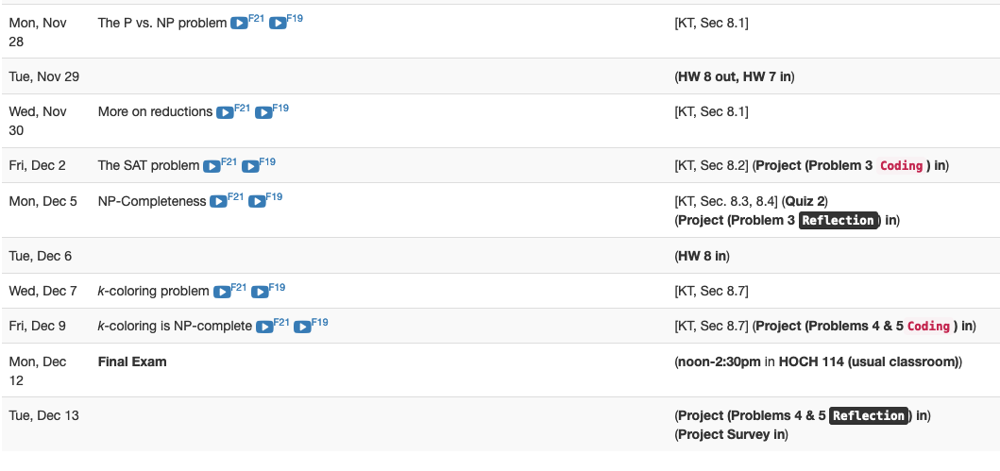 Mon, Nov 28 The P vs. NP problem F21 F19 [KT, Sec 8.1]
Tue, Nov 29 (HW 8 out, HW 7 in)
Wed, Nov 30 More on reductions F21 F19 [KT, Sec 8.1]
Fri, Dec 2 The SAT problem F21 F19 [KT, Sec 8.2] (Project (Problem 3 Coding ) in)
Mon, Dec 5 NP-Completeness F21 F19 [KT, Sec. 8.3, 8.4] (Quiz 2)
(Project (Problem 3 Reflection) in)
Tue, Dec 6 (HW 8 in)
Wed, Dec 7 k-coloring problem F21 F19 [KT, Sec 8.7]
Fri, Dec 9 k-coloring is NP-complete F21 F19 [KT, Sec 8.7] (Project (Problems 4 & 5 Coding ) in)
Mon, Dec 12 Final Exam (noon-2:30pm in HOCH 114 (usual classroom))
Tue, Dec 13 (Project (Problems 4 & 5 Reflection) in)
(Project Survey in)